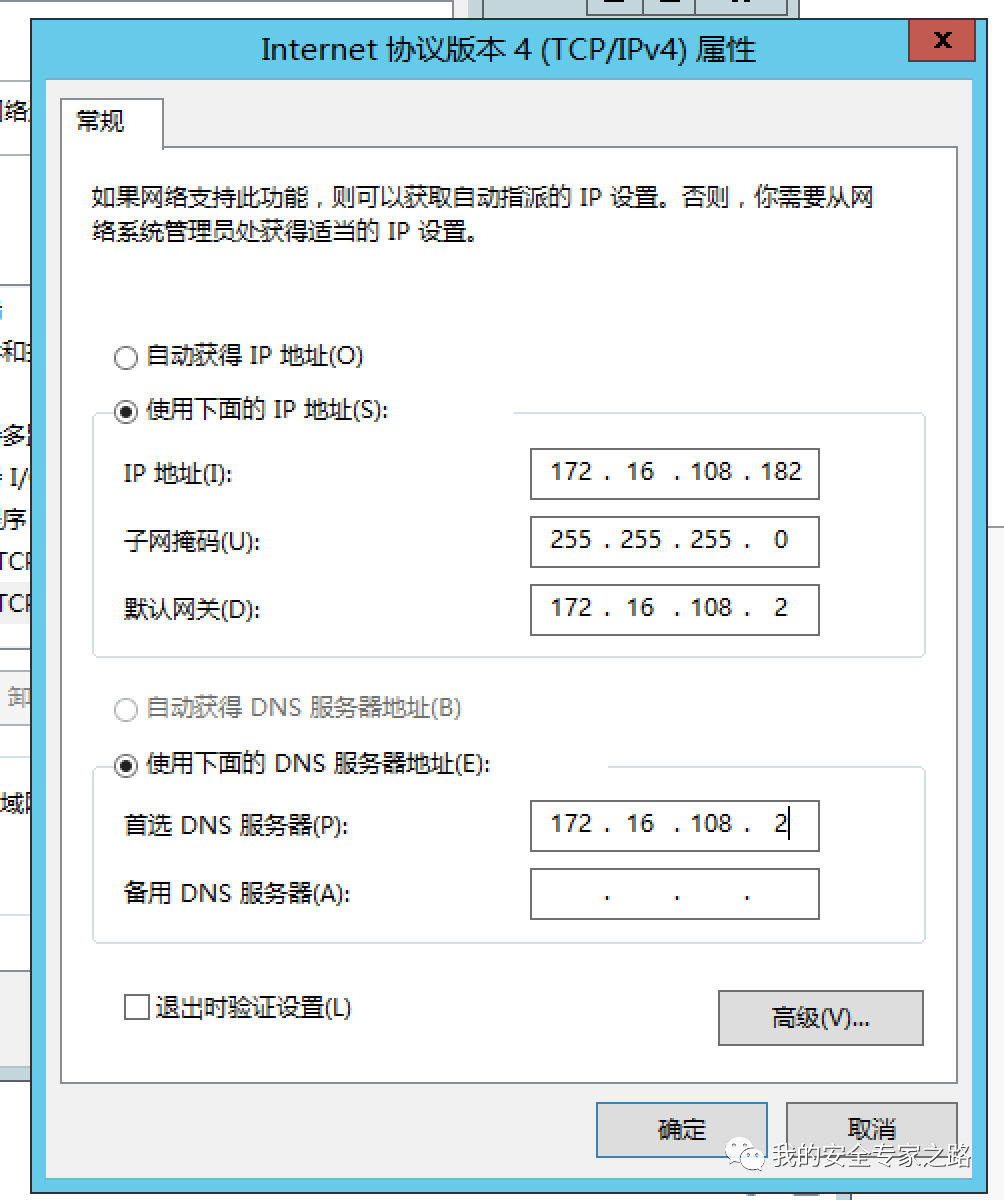 Internet 协议版本 4 (TCP/IPv4) 属性
常规
如果网络支持此功能，则可以获取自动指派的 IP 设置。否则，你需要从网
络系统管理员处获得适当的 IP 设置。
自动获得 IP 地址(O)
使用下面的 IP 地址(S):
IP 地址(I): 172 . 16 . 108 . 182
子网掩码(U): 255 . 255 . 255 . 0
默认网关(D): 172 . 16 . 108 . 2
自动获得 DNS 服务器地址(B)
使用下面的 DNS 服务器地址(E):
首选 DNS 服务器(P): 172 . 16 . 108 . 2
备用 DNS 服务器(A): . . .
退出时验证设置(L)
高级(V)...
确定 取消
我的安全专家之路
络
和
多
I/
序
TCP
TCP
卸
域